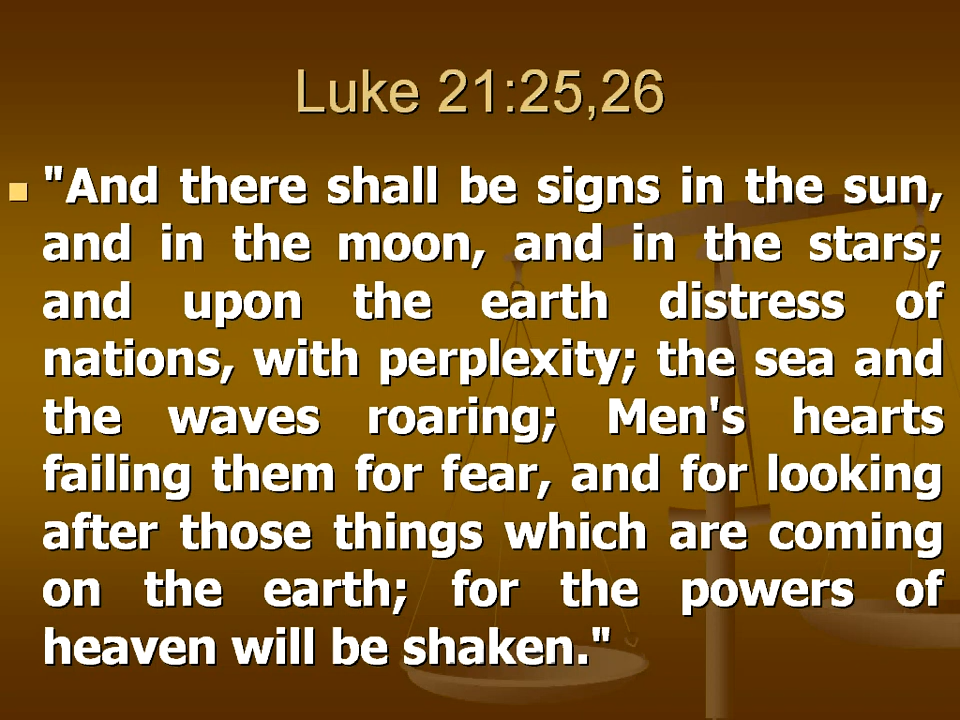 Luke 21:25,26
"And there shall be signs in the sun,
and in the moon, and in the stars;
and upon the earth distress of
nations, with perplexity; the sea and
the waves roaring; Men's hearts
failing them for fear, and for looking
after those things which are coming
on the earth; for the powers of
heaven will be shaken."